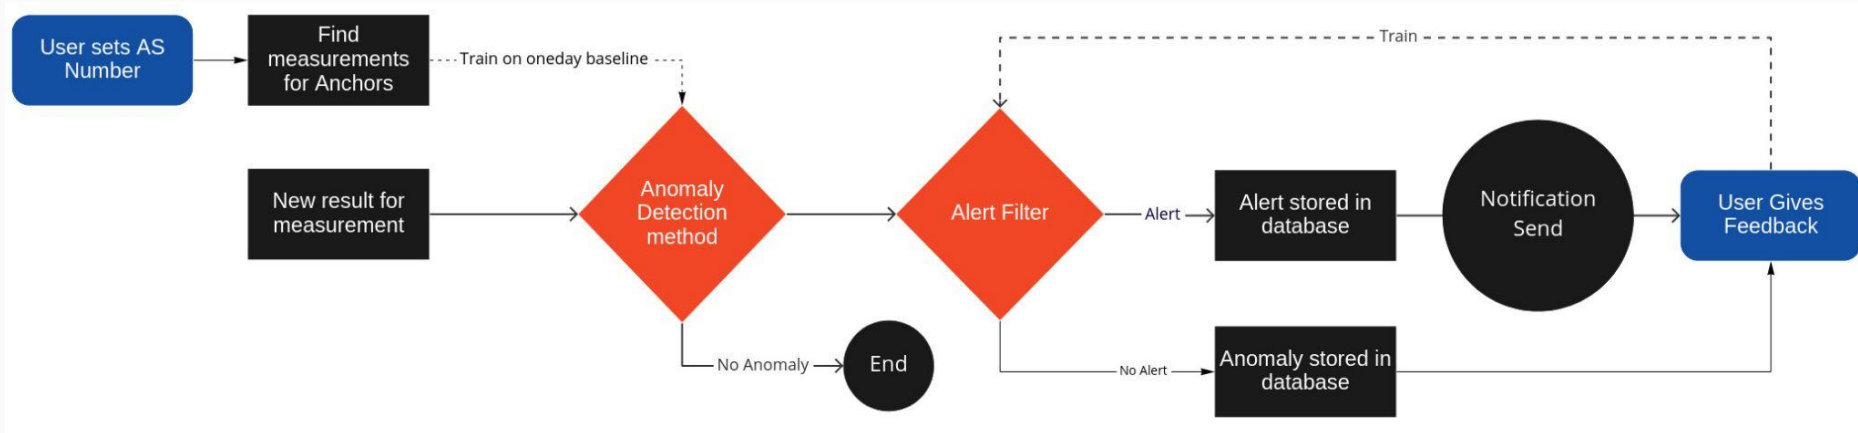 User sets AS
Number
Find
measurements
for Anchors
Train on oneday baseline
Train
New result for
measurement
Anomaly
Detection
method
Alert Filter
Alert
Alert stored in
database
Notification
Send
User Gives
Feedback
No Anomaly
End
No Alert
Anomaly stored in
database